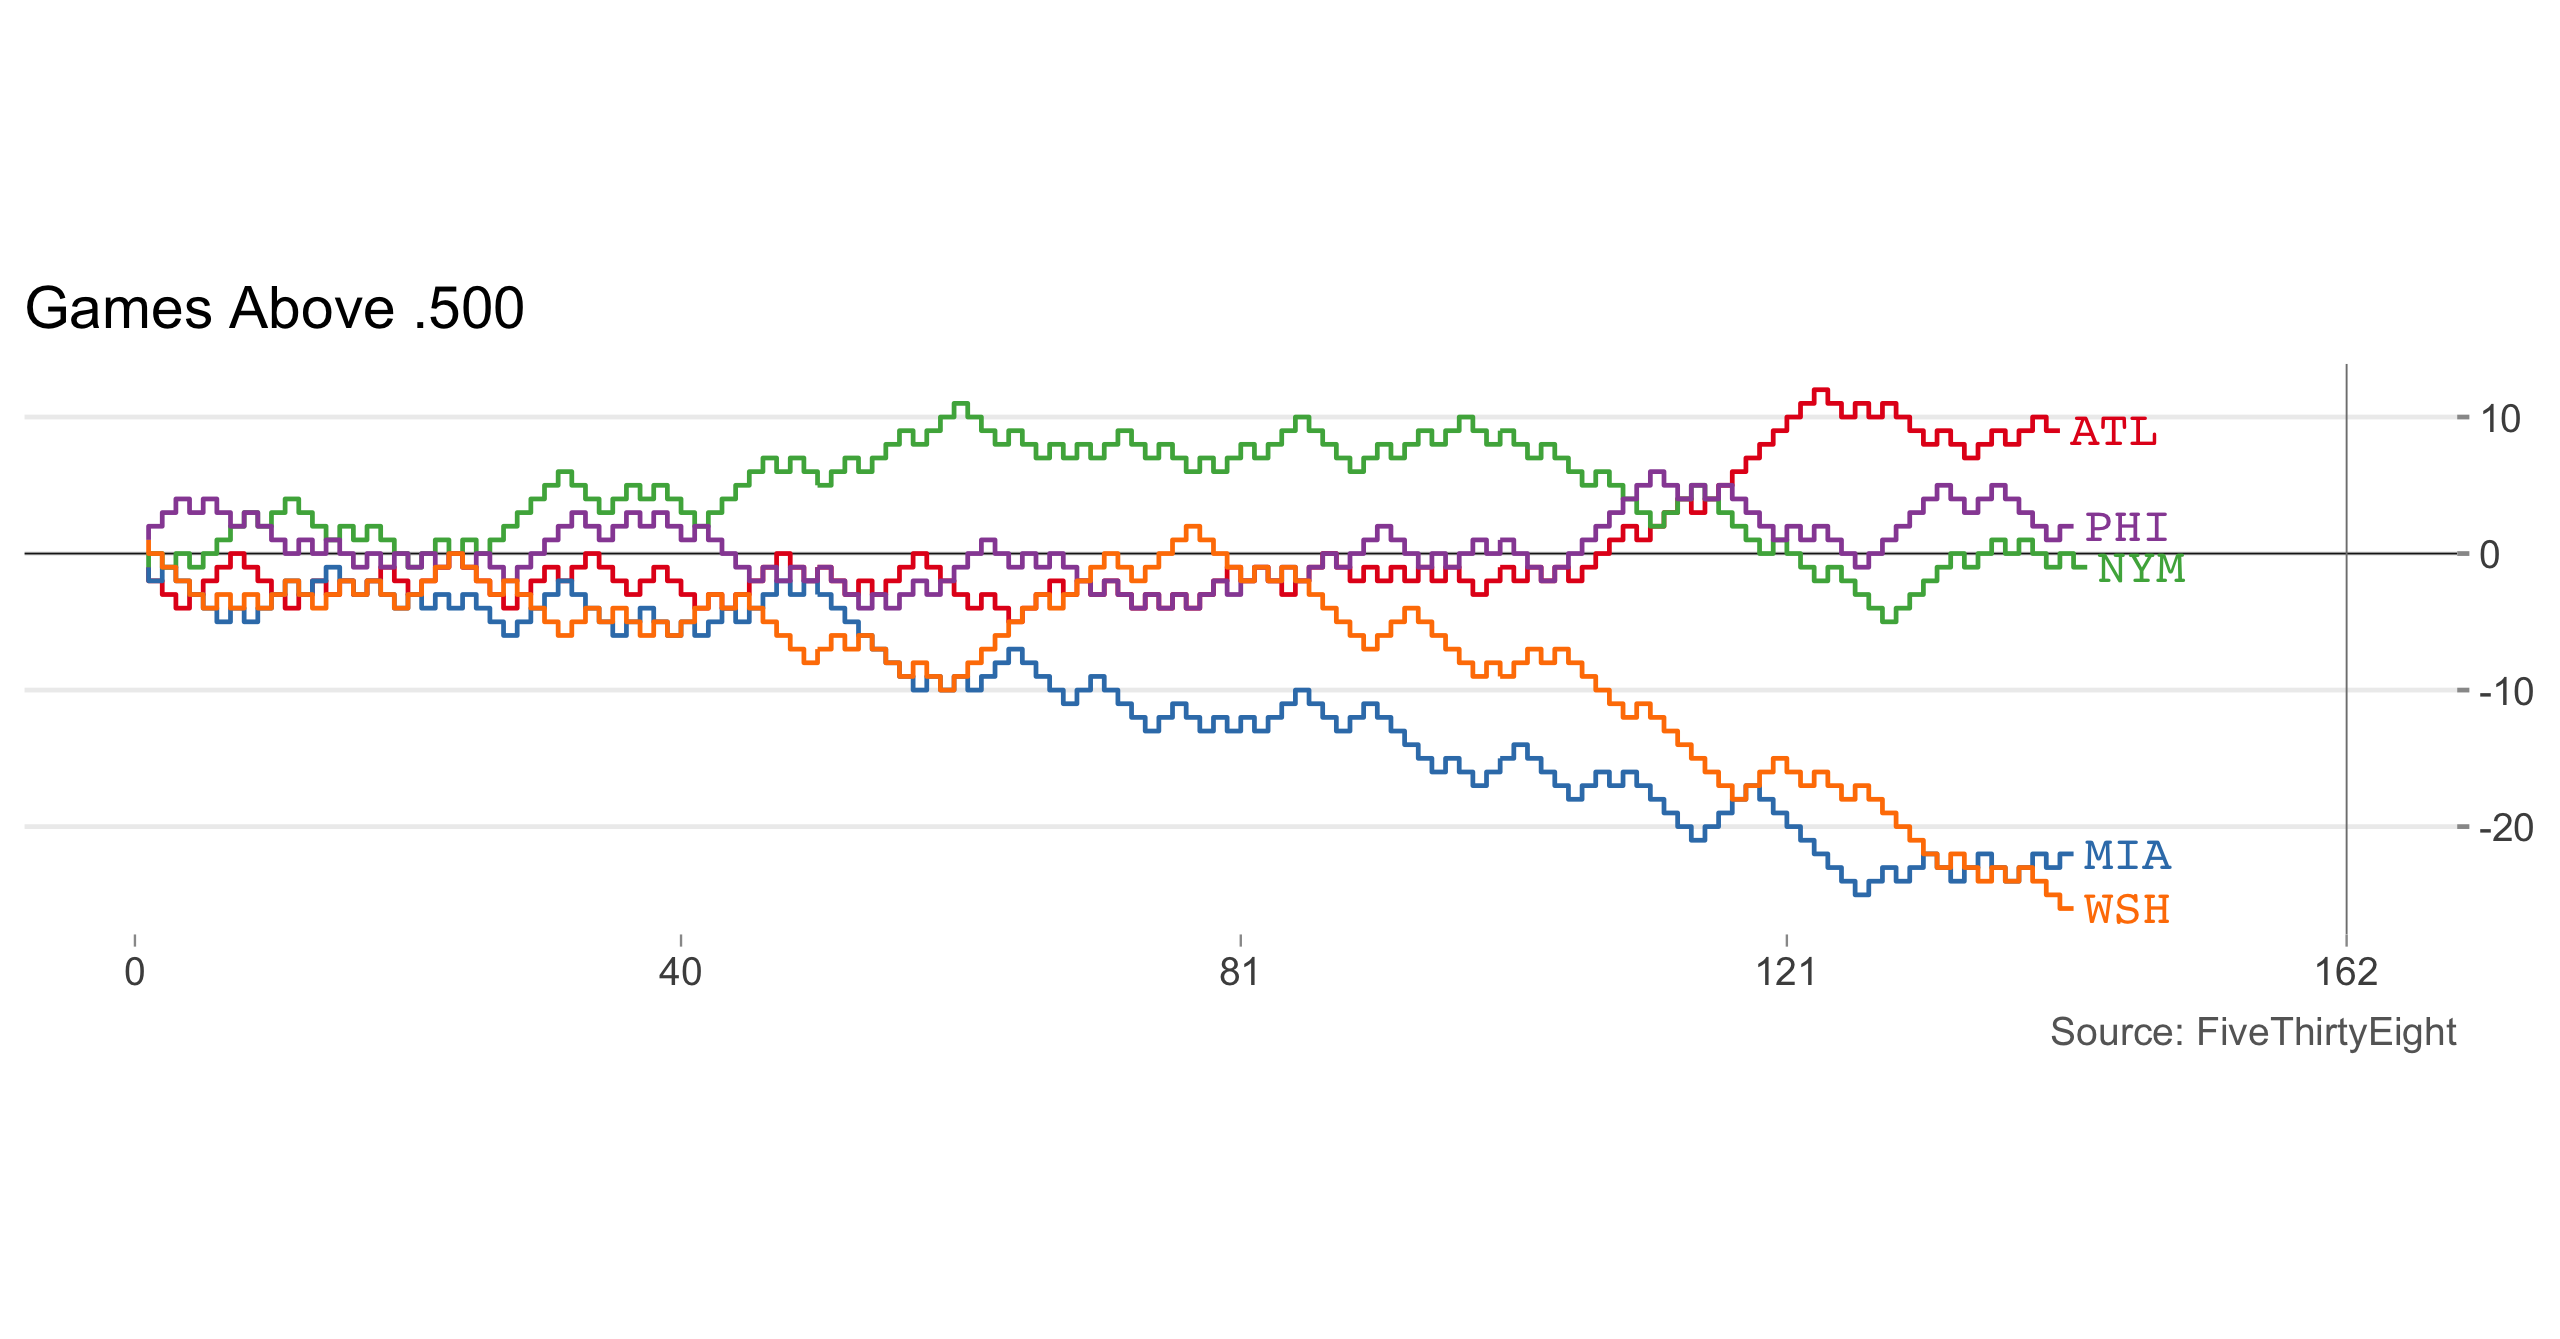 Games Above .500
10
ATL
PHI
0
NYM
-10
-20
MIA
WSH
0 40 81 121 162
Source: FiveThirtyEight